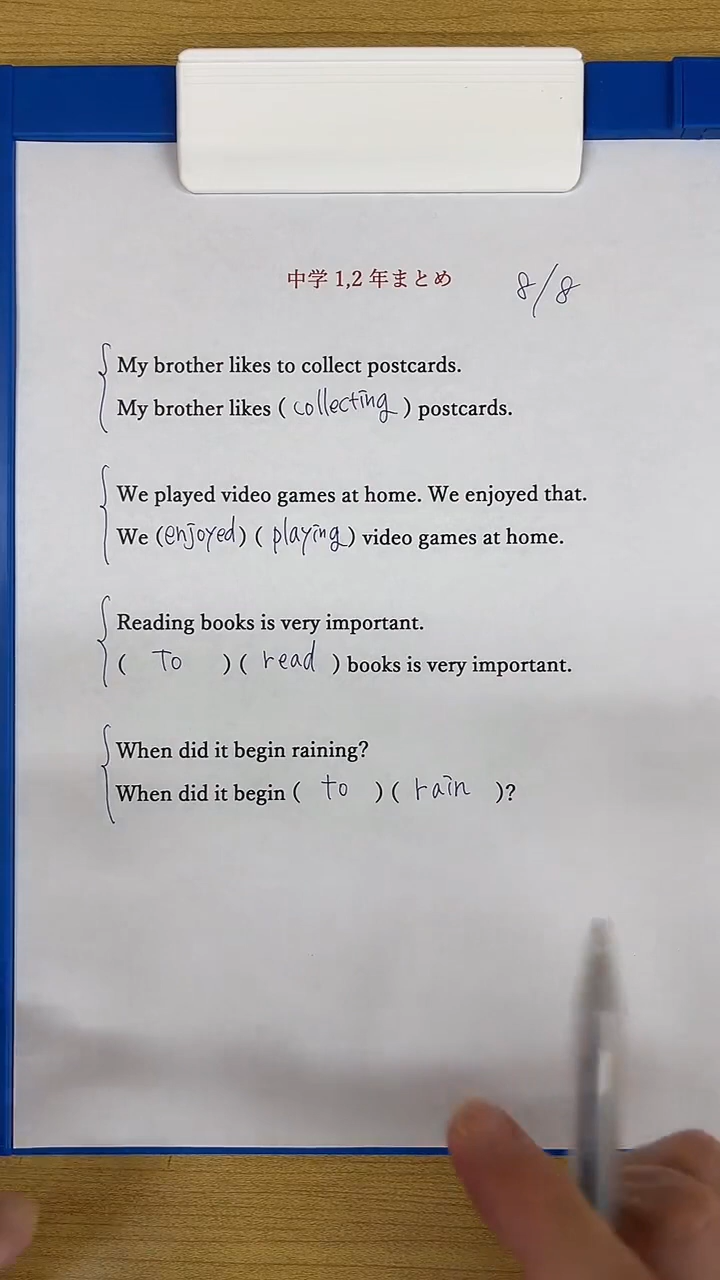 中学1,2年まとめ 8/8
My brother likes to collect postcards.
My brother likes ( collecting ) postcards.
We played video games at home. We enjoyed that.
We (enjoyed) ( playing ) video games at home.
Reading books is very important.
( To ) ( read ) books is very important.
When did it begin raining?
When did it begin ( to ) ( rain )?